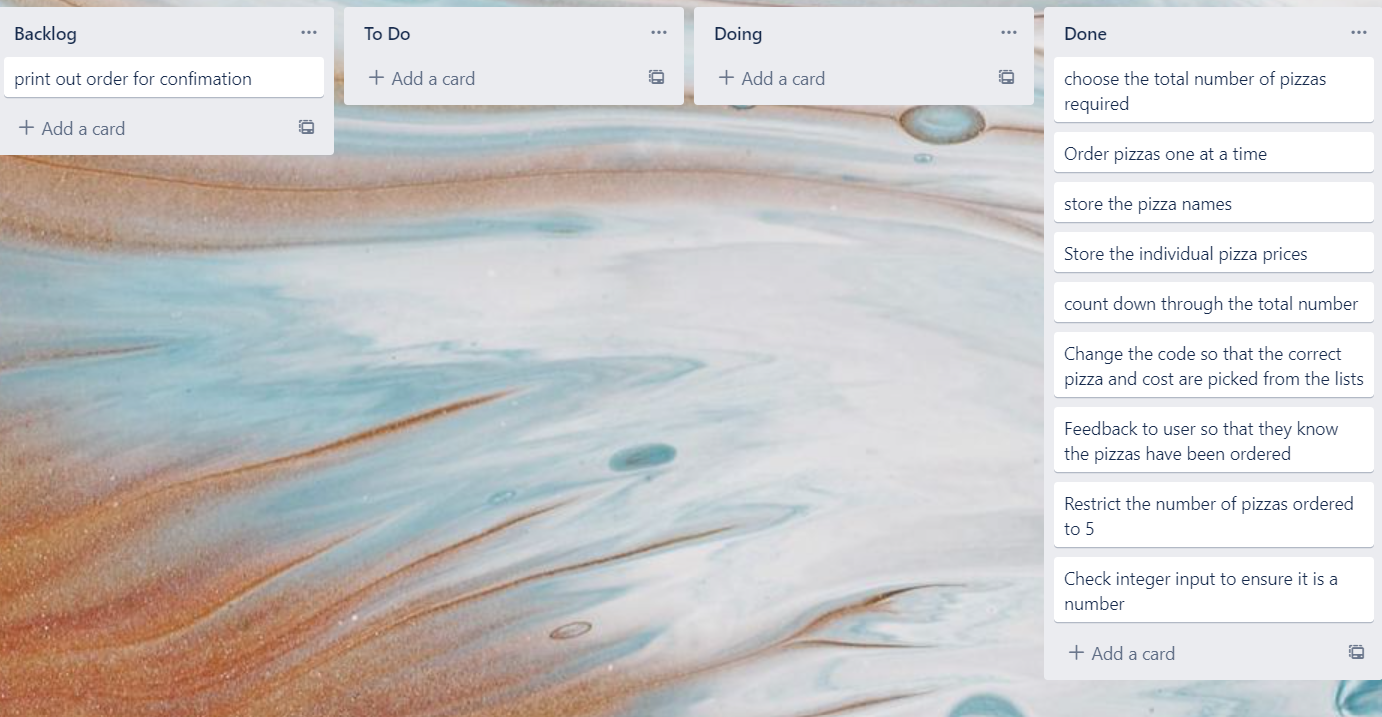 Backlog
print out order for confimation
+ Add a card
To Do
+ Add a card
Doing
+ Add a card
Done
choose the total number of pizzas
required
Order pizzas one at a time
store the pizza names
Store the individual pizza prices
count down through the total number
Change the code so that the correct
pizza and cost are picked from the lists
Feedback to user so that they know
the pizzas have been ordered
Restrict the number of pizzas ordered
to 5
Check integer input to ensure it is a
number
+ Add a card